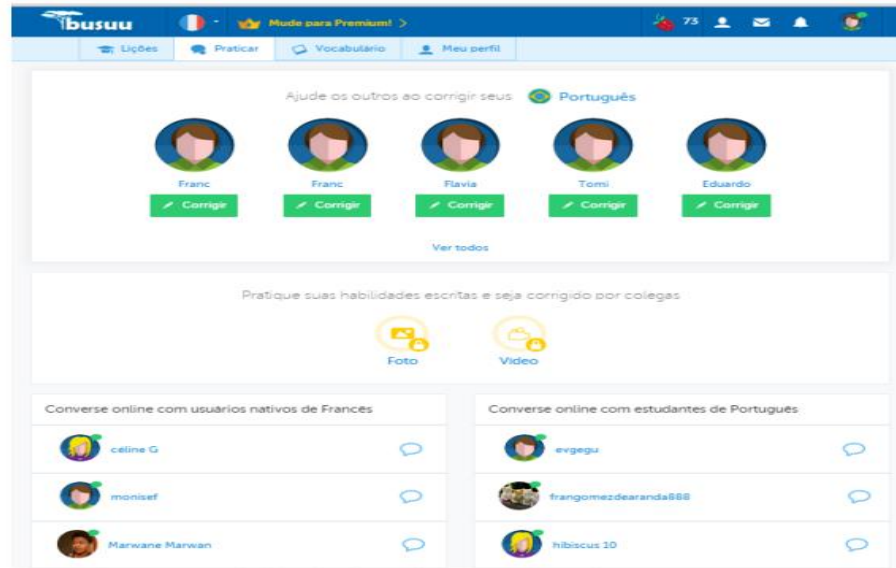 busuu
Mude para Premium! >
73
Lições
Praticar
Vocabulário
Meu perfil
Ajude os outros ao corrigir seus Português
Franc
Franc
Flavia
Tomi
Eduardo
Corrigir
Corrigir
Corrigir
Corrigir
Corrigir
Ver todos
Pratique suas habilidades escritas e seja corrigido por colegas
Foto
Video
Converse online com usuários nativos de Francês
céline G
monisef
Marwane Marwan
Converse online com estudantes de Português
evgegu
frangomezdearanda888
hibiscus 10